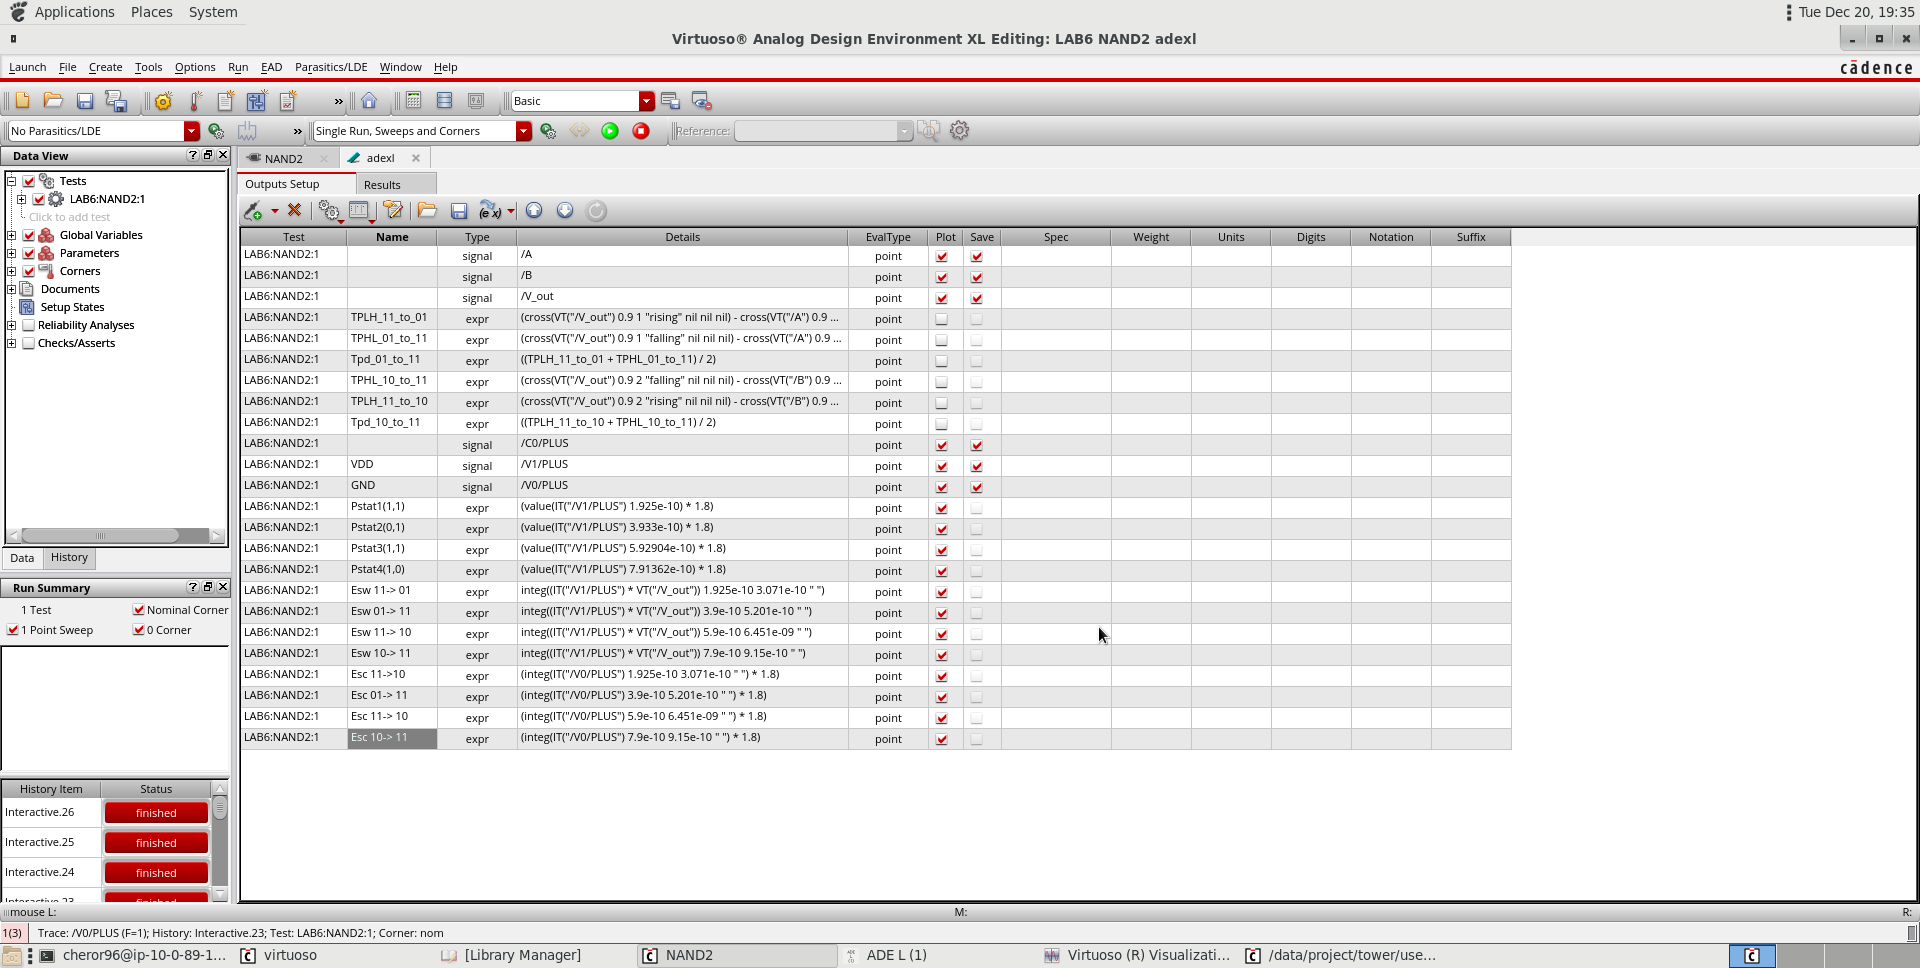 Applications Places System Tue Dec 20, 19:35
Virtuoso® Analog Design Environment XL Editing: LAB6 NAND2 adexl
Launch File Create Tools Options Run EAD Parasitics/LDE Window Help cādence
» Basic
No Parasitics/LDE » Single Run, Sweeps and Corners Reference:
Data View
Tests
LAB6:NAND2:1
Click to add test
Global Variables
Parameters
Corners
Documents
Setup States
Reliability Analyses
Checks/Asserts
Data History
Run Summary
1 Test Nominal Corner
1 Point Sweep 0 Corner
History Item Status
Interactive.26 finished
Interactive.25 finished
Interactive.24 finished
NAND2 adexl
Outputs Setup Results
Test Name Type Details EvalType Plot Save Spec Weight Units Digits Notation Suffix
LAB6:NAND2:1 signal /A point
LAB6:NAND2:1 signal /B point
LAB6:NAND2:1 signal /V_out point
LAB6:NAND2:1 TPLH_11_to_01 expr (cross(VT("/V_out") 0.9 1 "rising" nil nil nil) - cross(VT("/A") 0.9 ... point
LAB6:NAND2:1 TPHL_01_to_11 expr (cross(VT("/V_out") 0.9 1 "falling" nil nil nil) - cross(VT("/A") 0.9 ... point
LAB6:NAND2:1 Tpd_01_to_11 expr ((TPLH_11_to_01 + TPHL_01_to_11) / 2) point
LAB6:NAND2:1 TPHL_10_to_11 expr (cross(VT("/V_out") 0.9 2 "falling" nil nil nil) - cross(VT("/B") 0.9 ... point
LAB6:NAND2:1 TPLH_11_to_10 expr (cross(VT("/V_out") 0.9 2 "rising" nil nil nil) - cross(VT("/B") 0.9 ... point
LAB6:NAND2:1 Tpd_10_to_11 expr ((TPLH_11_to_10 + TPHL_10_to_11) / 2) point
LAB6:NAND2:1 signal /C0/PLUS point
LAB6:NAND2:1 VDD signal /V1/PLUS point
LAB6:NAND2:1 GND signal /V0/PLUS point
LAB6:NAND2:1 Pstat1(1,1) expr (value(IT("/V1/PLUS") 1.925e-10) * 1.8) point
LAB6:NAND2:1 Pstat2(0,1) expr (value(IT("/V1/PLUS") 3.933e-10) * 1.8) point
LAB6:NAND2:1 Pstat3(1,1) expr (value(IT("/V1/PLUS") 5.92904e-10) * 1.8) point
LAB6:NAND2:1 Pstat4(1,0) expr (value(IT("/V1/PLUS") 7.91362e-10) * 1.8) point
LAB6:NAND2:1 Esw 11-> 01 expr integ((IT("/V1/PLUS") * VT("/V_out")) 1.925e-10 3.071e-10 " ") point
LAB6:NAND2:1 Esw 01-> 11 expr integ((IT("/V1/PLUS") * VT("/V_out")) 3.9e-10 5.201e-10 " ") point
LAB6:NAND2:1 Esw 11-> 10 expr integ((IT("/V1/PLUS") * VT("/V_out")) 5.9e-10 6.451e-09 " ") point
LAB6:NAND2:1 Esw 10-> 11 expr integ((IT("/V1/PLUS") * VT("/V_out")) 7.9e-10 9.15e-10 " ") point
LAB6:NAND2:1 Esc 11->10 expr (integ(IT("/V0/PLUS") 1.925e-10 3.071e-10 " ") * 1.8) point
LAB6:NAND2:1 Esc 01-> 11 expr (integ(IT("/V0/PLUS") 3.9e-10 5.201e-10 " ") * 1.8) point
LAB6:NAND2:1 Esc 11-> 10 expr (integ(IT("/V0/PLUS") 5.9e-10 6.451e-09 " ") * 1.8) point
LAB6:NAND2:1 Esc 10-> 11 expr (integ(IT("/V0/PLUS") 7.9e-10 9.15e-10 " ") * 1.8) point
mouse L: M: R:
1(3) Trace: /V0/PLUS (F=1); History: Interactive.23; Test: LAB6:NAND2:1; Corner: nom
cheror96@ip-10-0-89-1... virtuoso [Library Manager] NAND2 ADE L (1) Virtuoso (R) Visualizati... /data/project/tower/use...